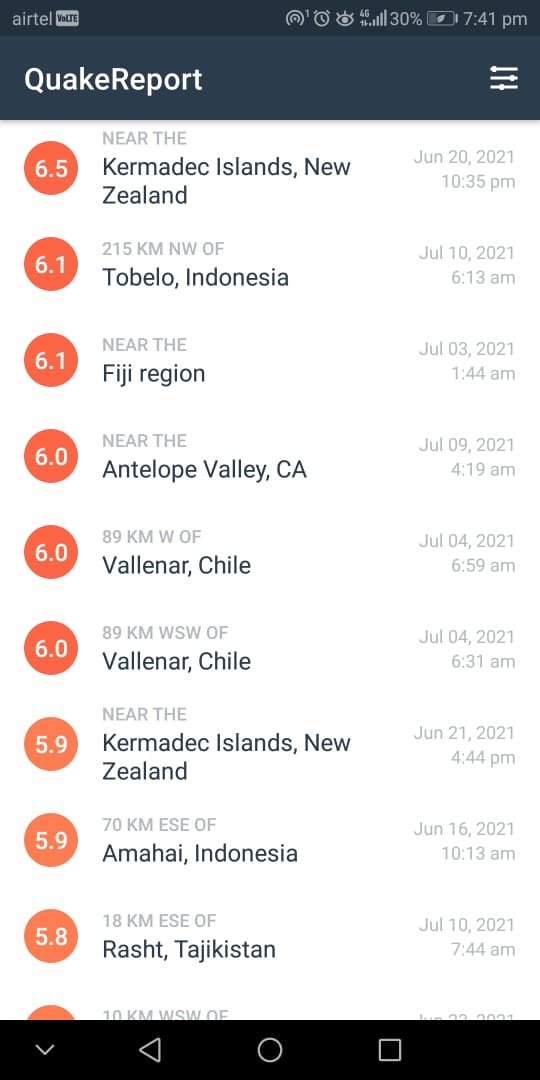 airtel VoLTE 1 4G 30% 7:41 pm
QuakeReport
6.5
NEAR THE
Kermadec Islands, New
Zealand
Jun 20, 2021
10:35 pm
6.1
215 KM NW OF
Tobelo, Indonesia
Jul 10, 2021
6:13 am
6.1
NEAR THE
Fiji region
Jul 03, 2021
1:44 am
6.0
NEAR THE
Antelope Valley, CA
Jul 09, 2021
4:19 am
6.0
89 KM W OF
Vallenar, Chile
Jul 04, 2021
6:59 am
6.0
89 KM WSW OF
Vallenar, Chile
Jul 04, 2021
6:31 am
5.9
NEAR THE
Kermadec Islands, New
Zealand
Jun 21, 2021
4:44 pm
5.9
70 KM ESE OF
Amahai, Indonesia
Jun 16, 2021
10:13 am
5.8
18 KM ESE OF
Rasht, Tajikistan
Jul 10, 2021
7:44 am
10 KM WSW OF